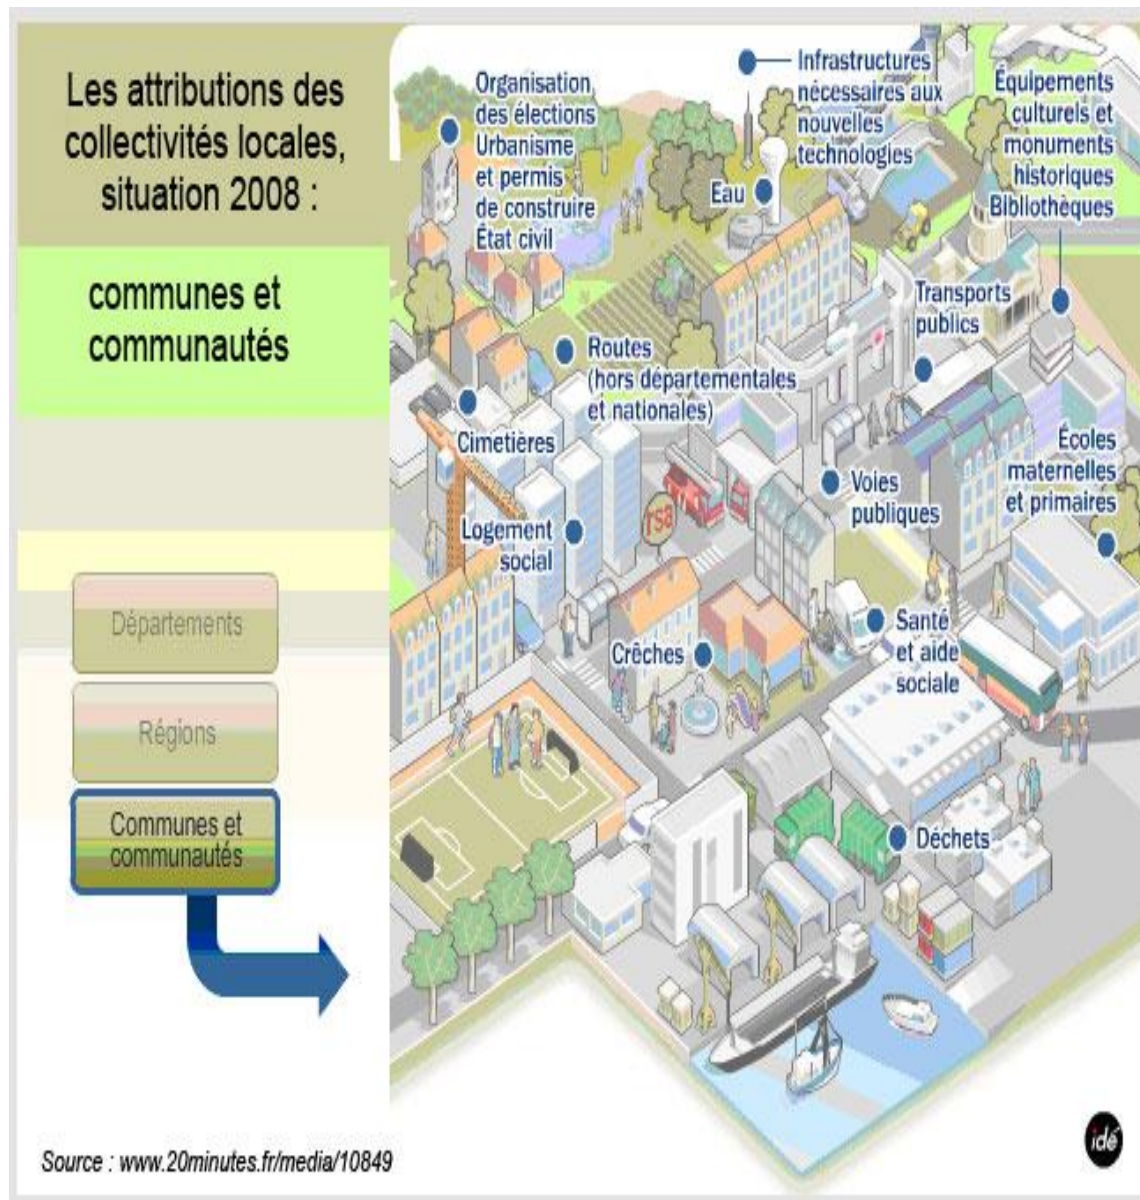 Les attributions des
collectivités locales,
situation 2008 :
communes et
communautés
Départements
Régions
Communes et
communautés
Source : www.20minutes.fr/media/10849
Organisation
des élections
Urbanisme
et permis
de construire
État civil
Infrastructures
nécessaires aux
nouvelles
technologies
Équipements
culturels et
monuments
historiques
Bibliothèques
Eau
Transports
publics
Routes
(hors départementales
et nationales)
Cimetières
Écoles
maternelles
et primaires
Voies
publiques
Logement
social
rsa
Santé
et aide
sociale
Crêches
Déchets
idé